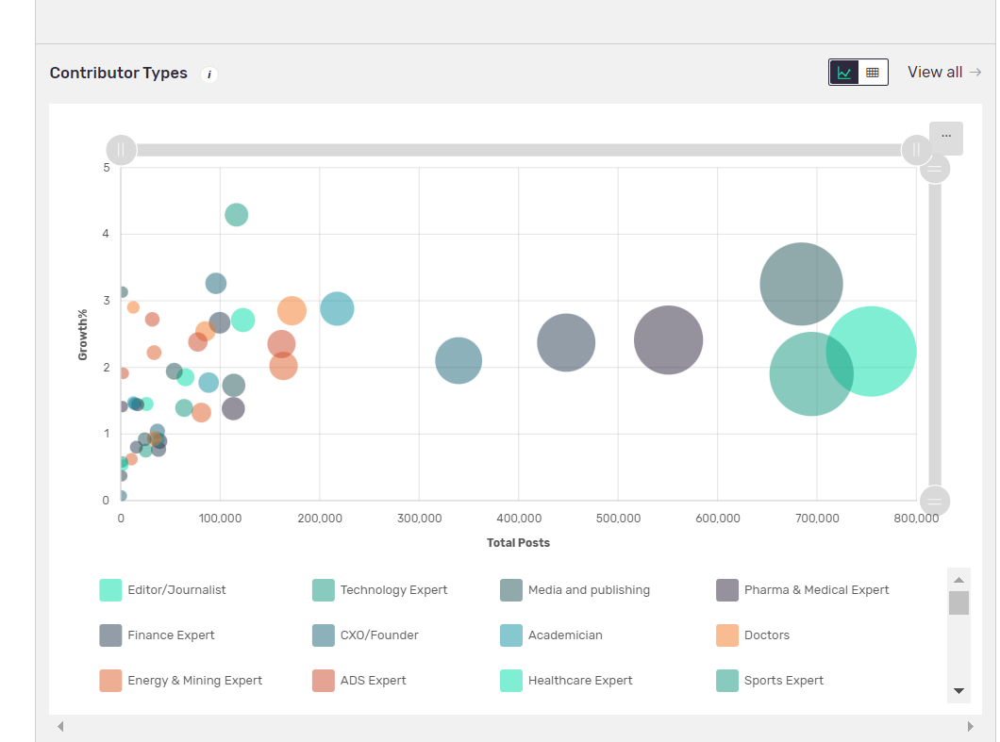 Contributor Types i
View all →
...
5
4
3
2
1
0
Growth%
0 100,000 200,000 300,000 400,000 500,000 600,000 700,000 800,000
Total Posts
Editor/Journalist Technology Expert Media and publishing Pharma & Medical Expert
Finance Expert CXO/Founder Academician Doctors
Energy & Mining Expert ADS Expert Healthcare Expert Sports Expert